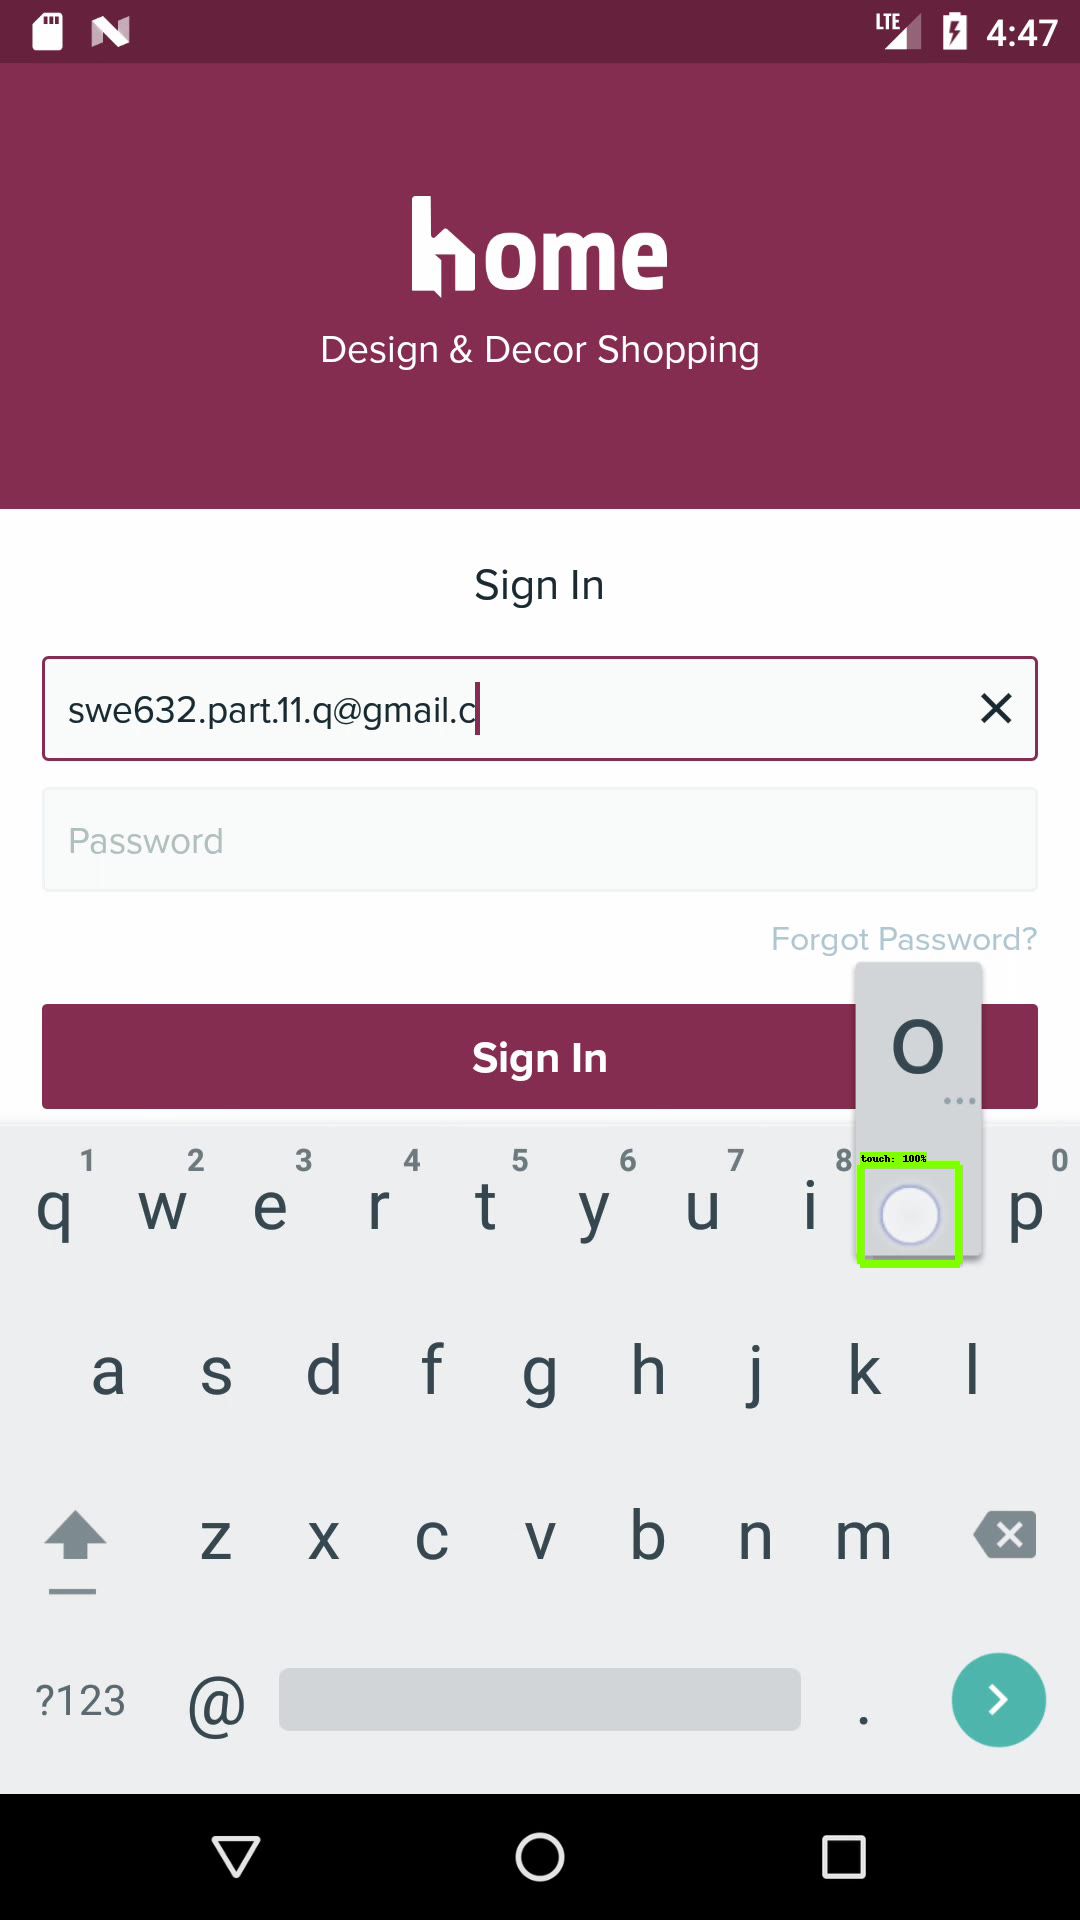 LTE 4:47
home
Design & Decor Shopping
Sign In
swe632.part.11.q@gmail.c
Password
Forgot Password?
Sign In
O
touch: 100%
1 2 3 4 5 6 7 8 0
q w e r t y u i p
a s d f g h j k l
z x c v b n m
?123 @ .